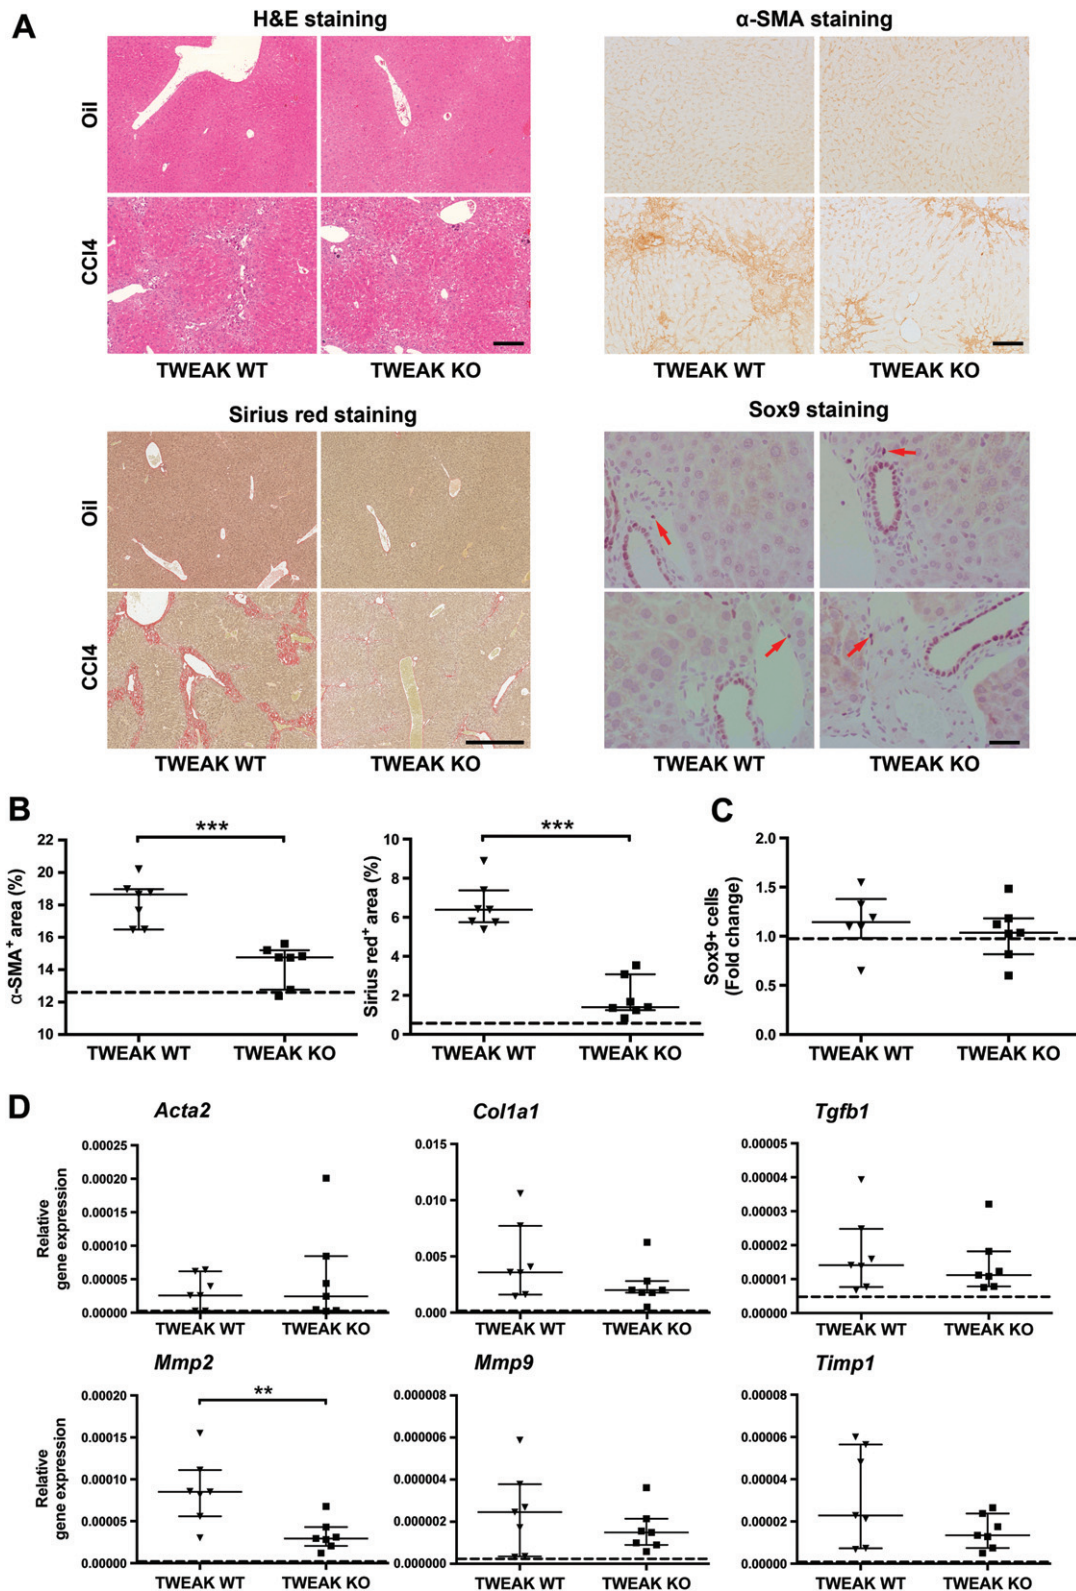 A
H&E staining
α-SMA staining
Oil
CCl4
TWEAK WT
TWEAK KO
TWEAK WT
TWEAK KO
Sirius red staining
Sox9 staining
Oil
CCl4
TWEAK WT
TWEAK KO
TWEAK WT
TWEAK KO
B
α-SMA⁺ area (%)
22
20
18
16
14
12
10
***
TWEAK WT
TWEAK KO
Sirius red⁺ area (%)
10
8
6
4
2
0
***
TWEAK WT
TWEAK KO
C
Sox9+ cells
(Fold change)
2.0
1.5
1.0
0.5
0.0
TWEAK WT
TWEAK KO
D
Acta2
Relative
gene expression
0.00025
0.00020
0.00015
0.00010
0.00005
0.00000
TWEAK WT
TWEAK KO
Col1a1
0.015
0.010
0.005
0.000
TWEAK WT
TWEAK KO
Tgfb1
0.00005
0.00004
0.00003
0.00002
0.00001
0.00000
TWEAK WT
TWEAK KO
Mmp2
Relative
gene expression
0.00020
0.00015
0.00010
0.00005
0.00000
**
TWEAK WT
TWEAK KO
Mmp9
0.000008
0.000006
0.000004
0.000002
0.000000
TWEAK WT
TWEAK KO
Timp1
0.00008
0.00006
0.00004
0.00002
0.00000
TWEAK WT
TWEAK KO